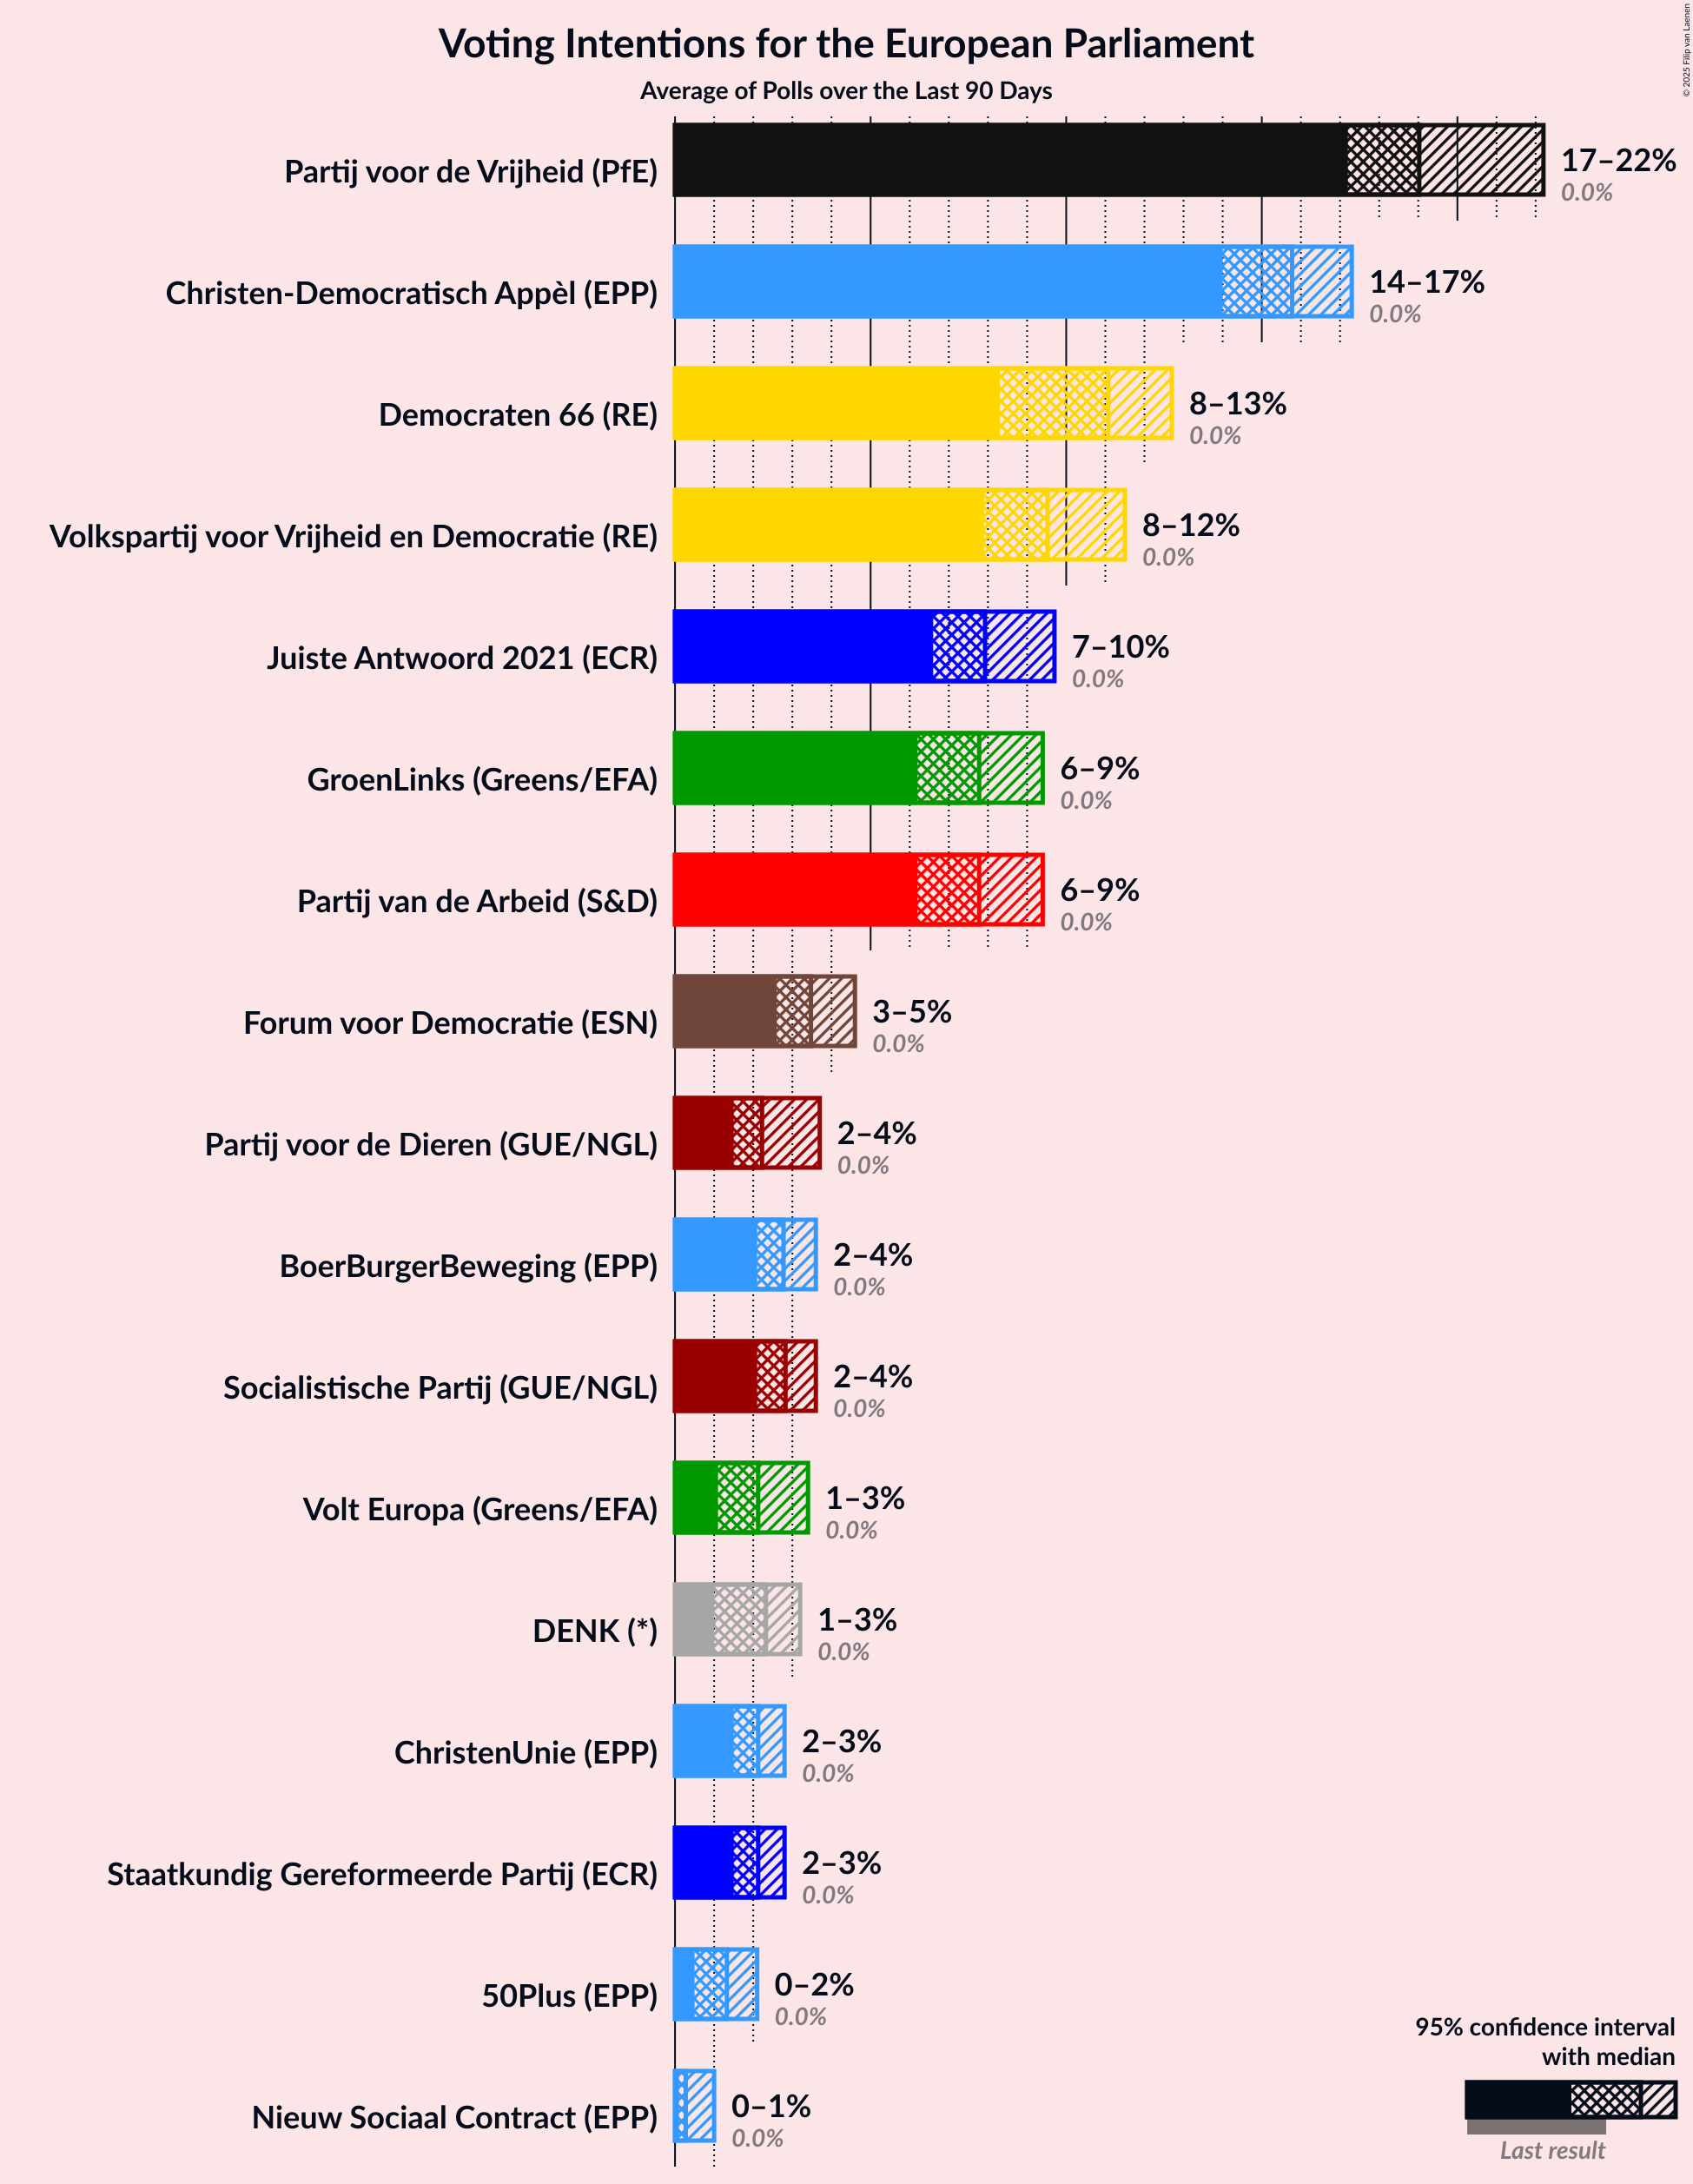 © 2025 Filip van Laenen
Voting Intentions for the European Parliament
Average of Polls over the Last 90 Days
Partij voor de Vrijheid (PfE)
17–22%
0.0%
Christen-Democratisch Appèl (EPP)
14–17%
0.0%
Democraten 66 (RE)
8–13%
0.0%
Volkspartij voor Vrijheid en Democratie (RE)
8–12%
0.0%
Juiste Antwoord 2021 (ECR)
7–10%
0.0%
GroenLinks (Greens/EFA)
6–9%
0.0%
Partij van de Arbeid (S&D)
6–9%
0.0%
Forum voor Democratie (ESN)
3–5%
0.0%
Partij voor de Dieren (GUE/NGL)
2–4%
0.0%
BoerBurgerBeweging (EPP)
2–4%
0.0%
Socialistische Partij (GUE/NGL)
2–4%
0.0%
Volt Europa (Greens/EFA)
1–3%
0.0%
DENK (*)
1–3%
0.0%
ChristenUnie (EPP)
2–3%
0.0%
Staatkundig Gereformeerde Partij (ECR)
2–3%
0.0%
50Plus (EPP)
0–2%
0.0%
Nieuw Sociaal Contract (EPP)
0–1%
0.0%
95% confidence interval
with median
Last result